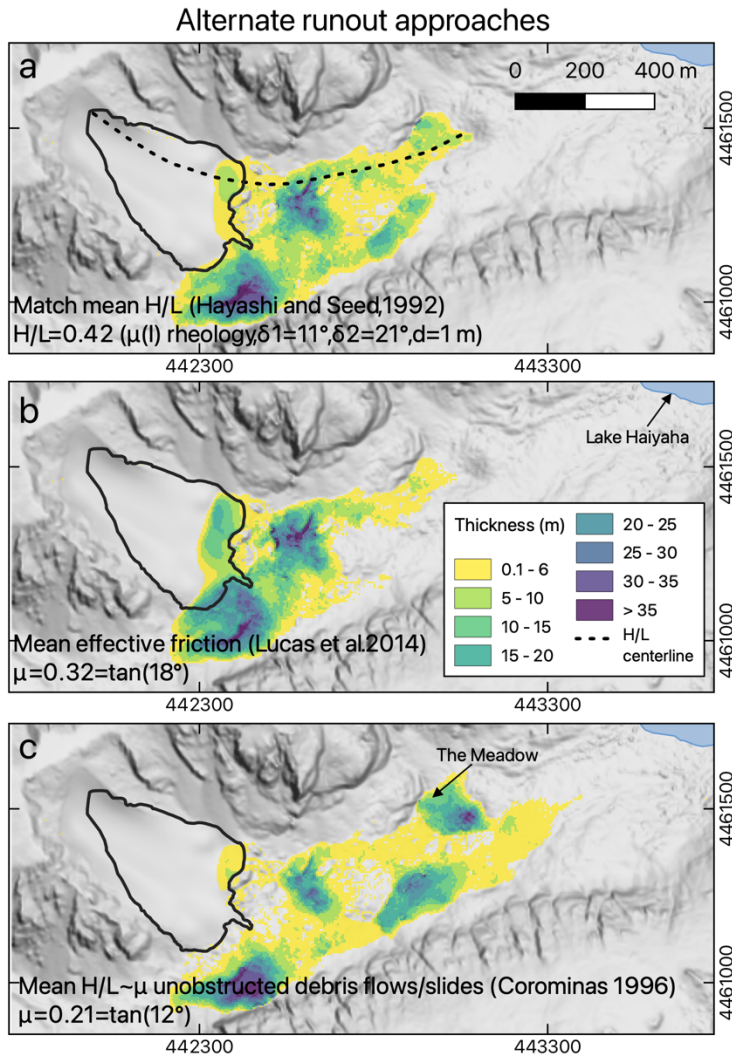 Alternate runout approaches
a
0 200 400 m
4461500
4461000
Match mean H/L (Hayashi and Seed,1992)
H/L=0.42 (μ(I) rheology,δ1=11°,δ2=21°,d=1 m)
442300 443300
b
Lake Haiyaha
4461500
Thickness (m)
0.1 - 6
5 - 10
10 - 15
15 - 20
20 - 25
25 - 30
30 - 35
> 35
H/L
centerline
4461000
Mean effective friction (Lucas et al.2014)
μ=0.32=tan(18°)
442300 443300
c
The Meadow
4461500
4461000
Mean H/L~μ unobstructed debris flows/slides (Corominas 1996)
μ=0.21=tan(12°)
442300 443300